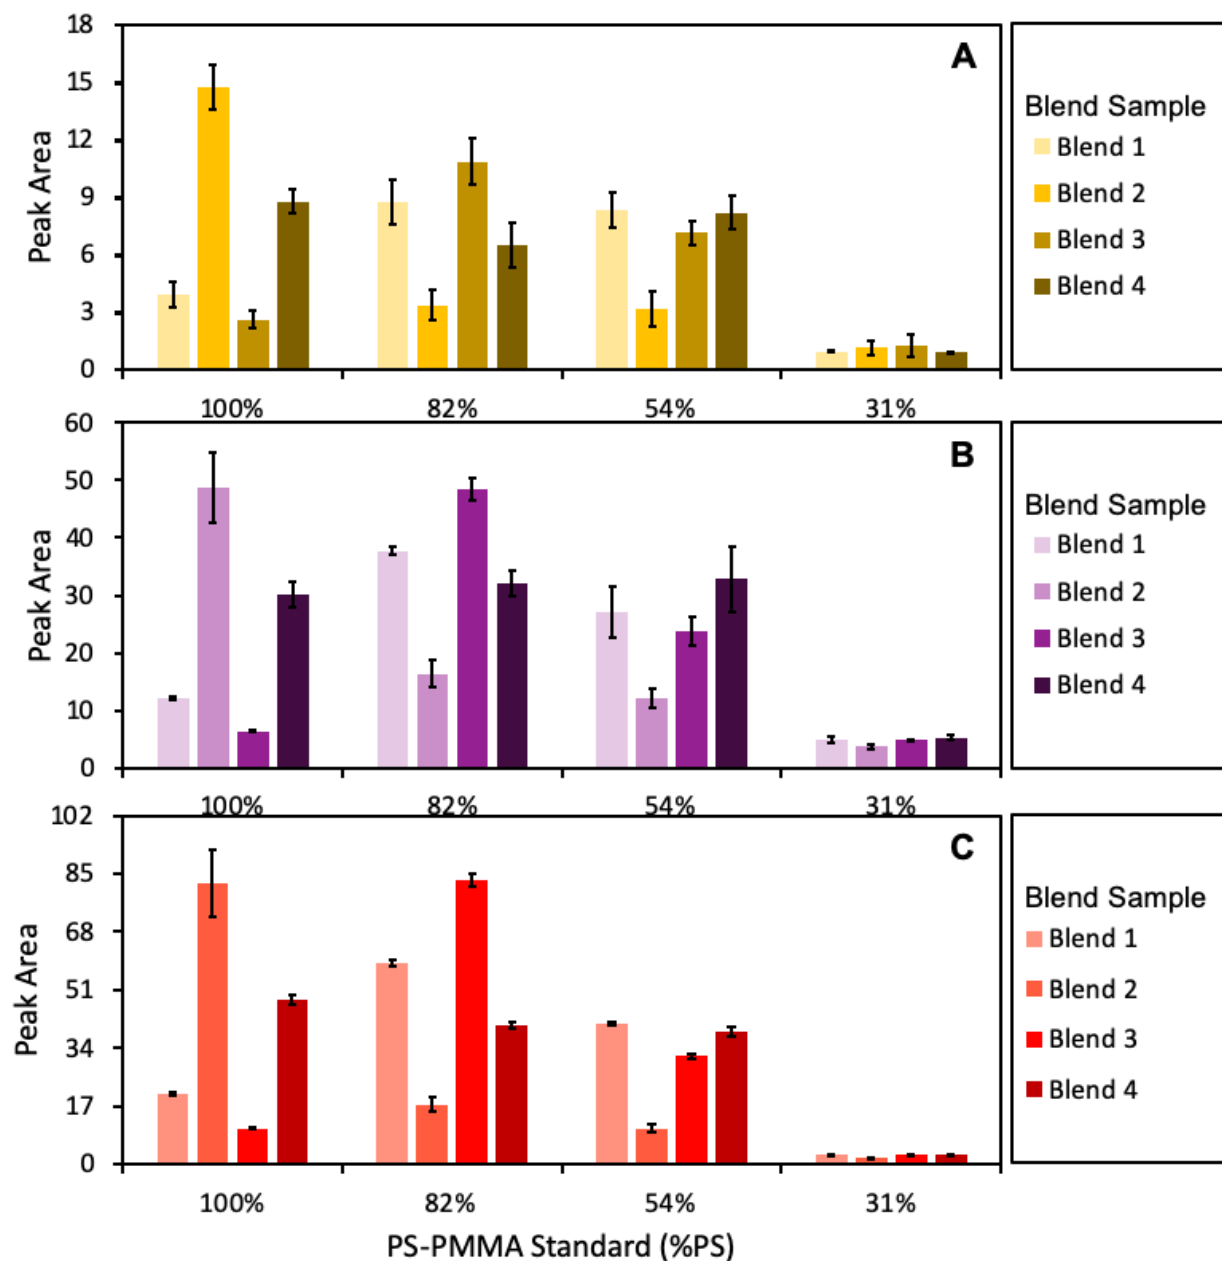 18
15
12
9
6
3
0
Peak Area
A
100% 82% 54% 31%
Blend Sample
Blend 1
Blend 2
Blend 3
Blend 4
60
50
40
30
20
10
0
Peak Area
B
100% 82% 54% 31%
Blend Sample
Blend 1
Blend 2
Blend 3
Blend 4
102
85
68
51
34
17
0
Peak Area
C
100% 82% 54% 31%
PS-PMMA Standard (%PS)
Blend Sample
Blend 1
Blend 2
Blend 3
Blend 4